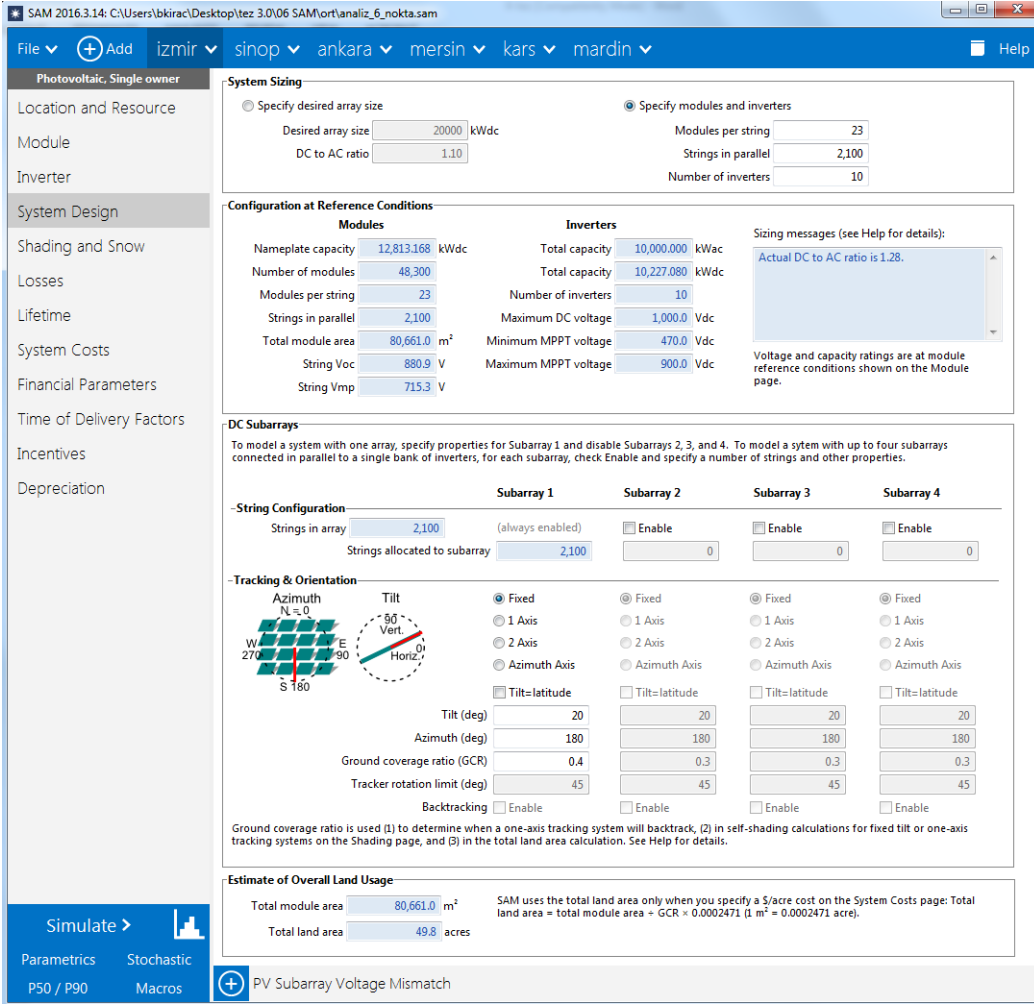 SAM 2016.3.14: C:\Users\bkirac\Desktop\tez 3.0\06 SAM\ort\analiz_6_nokta.sam
File Add izmir sinop ankara mersin kars mardin Help
Photovoltaic, Single owner
Location and Resource
Module
Inverter
System Design
Shading and Snow
Losses
Lifetime
System Costs
Financial Parameters
Time of Delivery Factors
Incentives
Depreciation
Simulate >
Parametrics Stochastic
P50 / P90 Macros
System Sizing
Specify desired array size Specify modules and inverters
Desired array size 20000 kWdc Modules per string 23
DC to AC ratio 1.10 Strings in parallel 2,100
Number of inverters 10
Configuration at Reference Conditions
Modules Inverters
Sizing messages (see Help for details):
Nameplate capacity 12,813.168 kWdc Total capacity 10,000.000 kWac
Actual DC to AC ratio is 1.28.
Number of modules 48,300 Total capacity 10,227.080 kWdc
Modules per string 23 Number of inverters 10
Strings in parallel 2,100 Maximum DC voltage 1,000.0 Vdc
Total module area 80,661.0 m² Minimum MPPT voltage 470.0 Vdc
String Voc 880.9 V Maximum MPPT voltage 900.0 Vdc
String Vmp 715.3 V
Voltage and capacity ratings are at module
reference conditions shown on the Module
page.
DC Subarrays
To model a system with one array, specify properties for Subarray 1 and disable Subarrays 2, 3, and 4. To model a sytem with up to four subarrays
connected in parallel to a single bank of inverters, for each subarray, check Enable and specify a number of strings and other properties.
Subarray 1 Subarray 2 Subarray 3 Subarray 4
String Configuration
Strings in array 2,100 (always enabled) Enable Enable Enable
Strings allocated to subarray 2,100 0 0 0
Tracking & Orientation
Azimuth Tilt
N = 0
W
270
E
90
S 180
90
Vert.
0
Horiz.
Fixed Fixed Fixed Fixed
1 Axis 1 Axis 1 Axis 1 Axis
2 Axis 2 Axis 2 Axis 2 Axis
Azimuth Axis Azimuth Axis Azimuth Axis Azimuth Axis
Tilt=latitude Tilt=latitude Tilt=latitude Tilt=latitude
Tilt (deg) 20 20 20 20
Azimuth (deg) 180 180 180 180
Ground coverage ratio (GCR) 0.4 0.3 0.3 0.3
Tracker rotation limit (deg) 45 45 45 45
Backtracking Enable Enable Enable Enable
Ground coverage ratio is used (1) to determine when a one-axis tracking system will backtrack, (2) in self-shading calculations for fixed tilt or one-axis
tracking systems on the Shading page, and (3) in the total land area calculation. See Help for details.
Estimate of Overall Land Usage
Total module area 80,661.0 m²
Total land area 49.8 acres
SAM uses the total land area only when you specify a $/acre cost on the System Costs page: Total
land area = total module area ÷ GCR × 0.0002471 (1 m² = 0.0002471 acre).
PV Subarray Voltage Mismatch